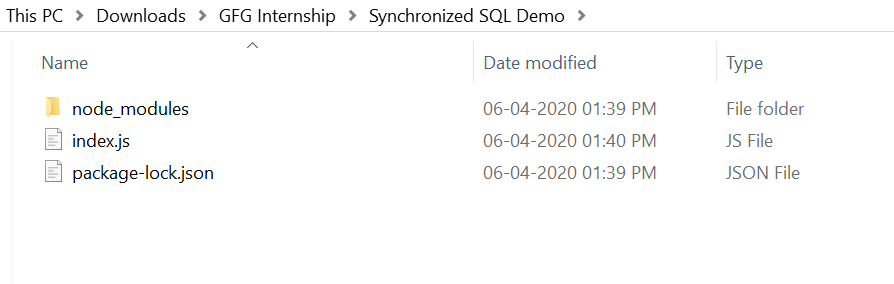 This PC > Downloads > GFG Internship > Synchronized SQL Demo >
Name Date modified Type
node_modules 06-04-2020 01:39 PM File folder
index.js 06-04-2020 01:40 PM JS File
package-lock.json 06-04-2020 01:39 PM JSON File